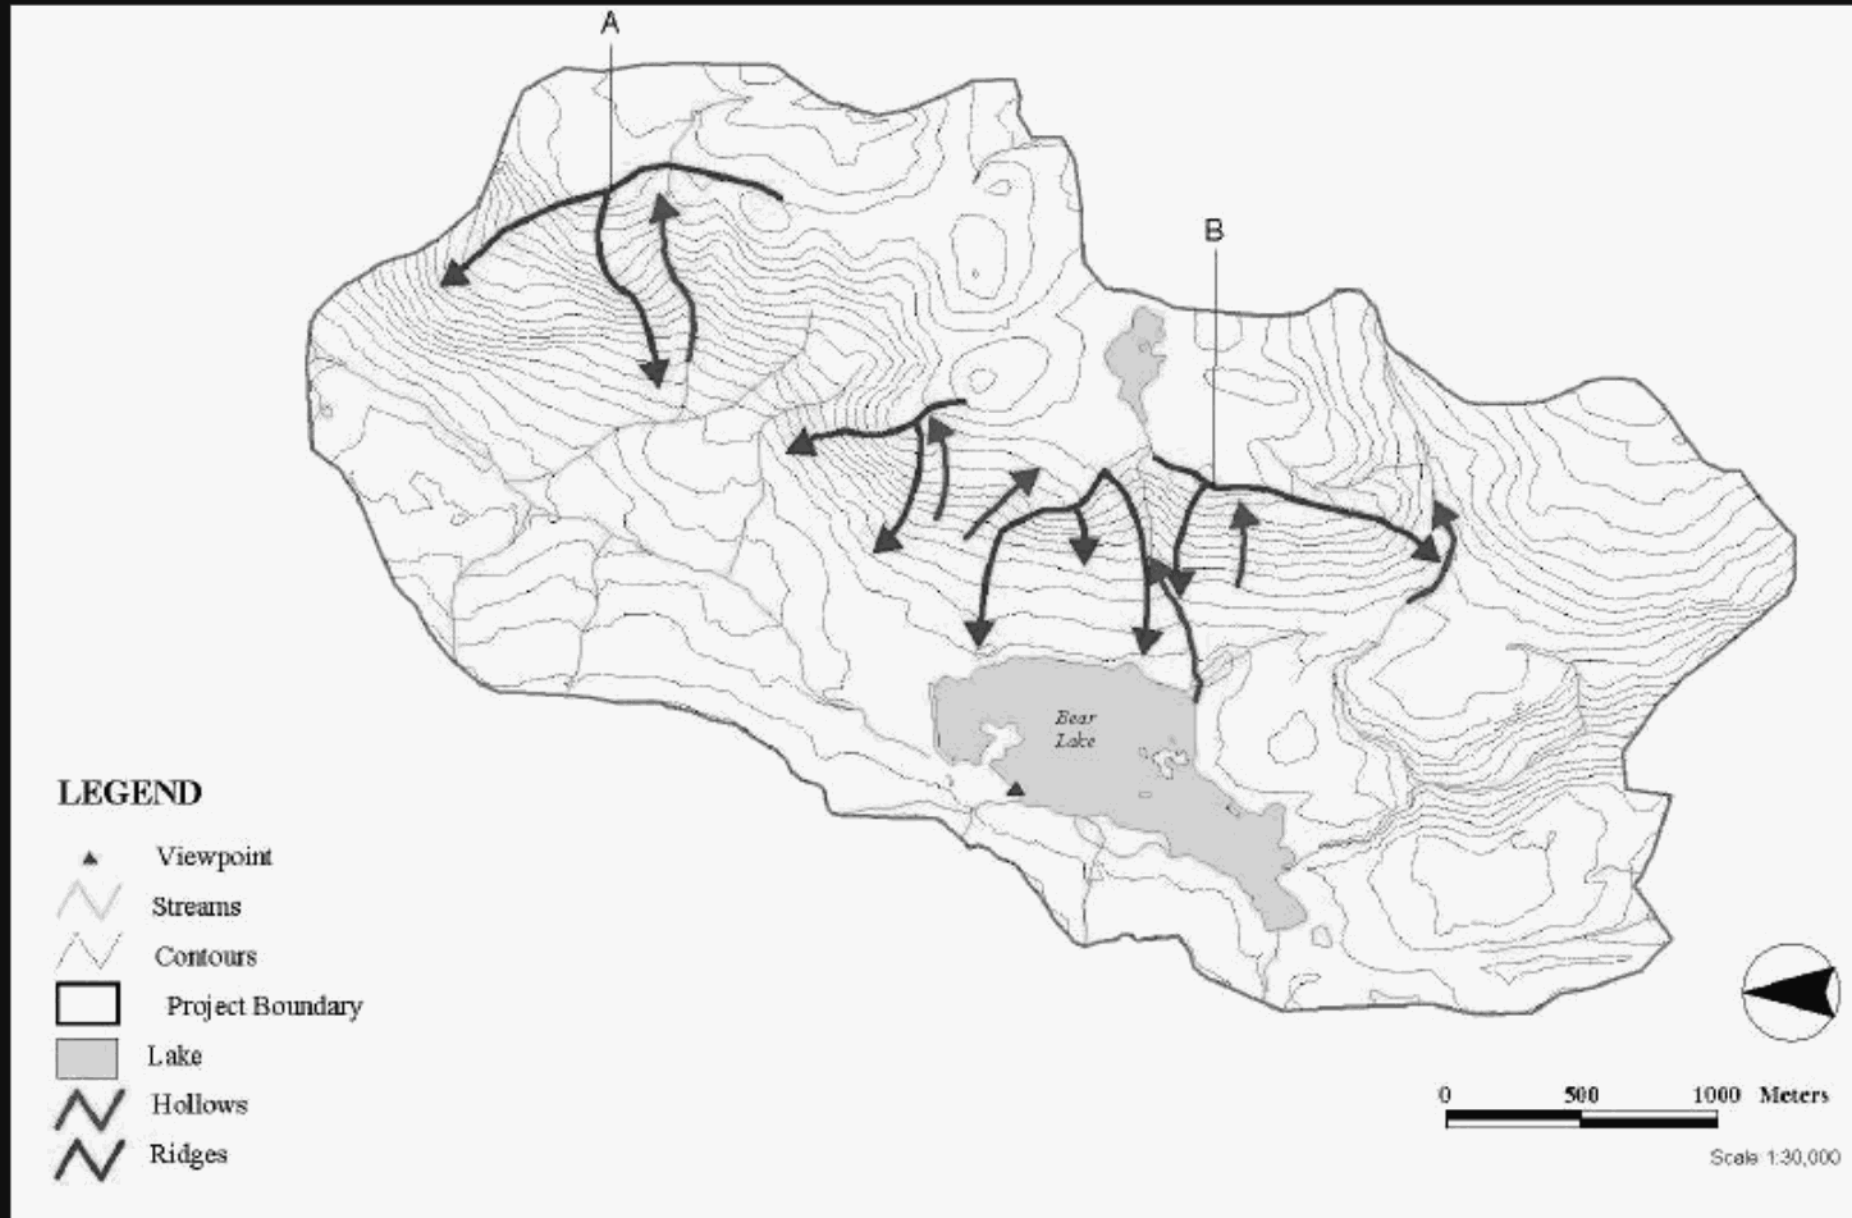 A
B
Bear
Lake
LEGEND
Viewpoint
Streams
Contours
Project Boundary
Lake
Hollows
Ridges
0 500 1000 Meters
Scale 1:30,000